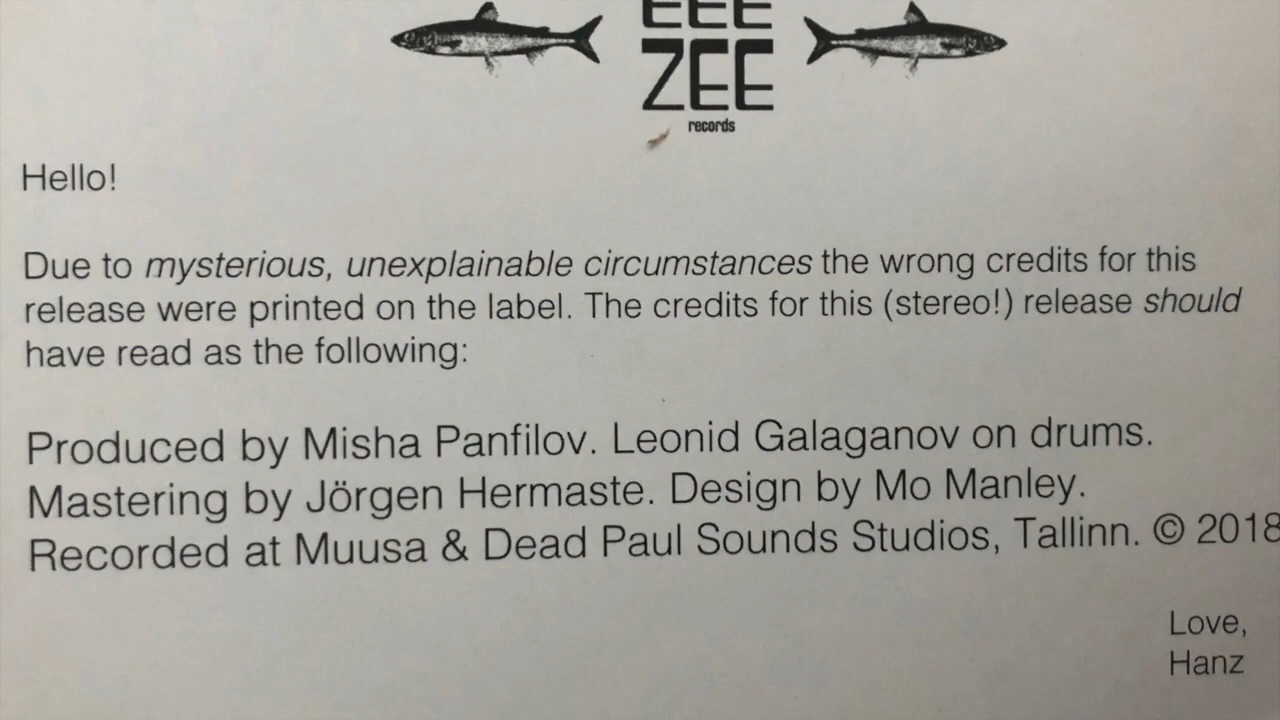 EEE
ZEE
records
Hello!
Due to mysterious, unexplainable circumstances the wrong credits for this
release were printed on the label. The credits for this (stereo!) release should
have read as the following:
Produced by Misha Panfilov. Leonid Galaganov on drums.
Mastering by Jörgen Hermaste. Design by Mo Manley.
Recorded at Muusa & Dead Paul Sounds Studios, Tallinn. © 2018
Love,
Hanz